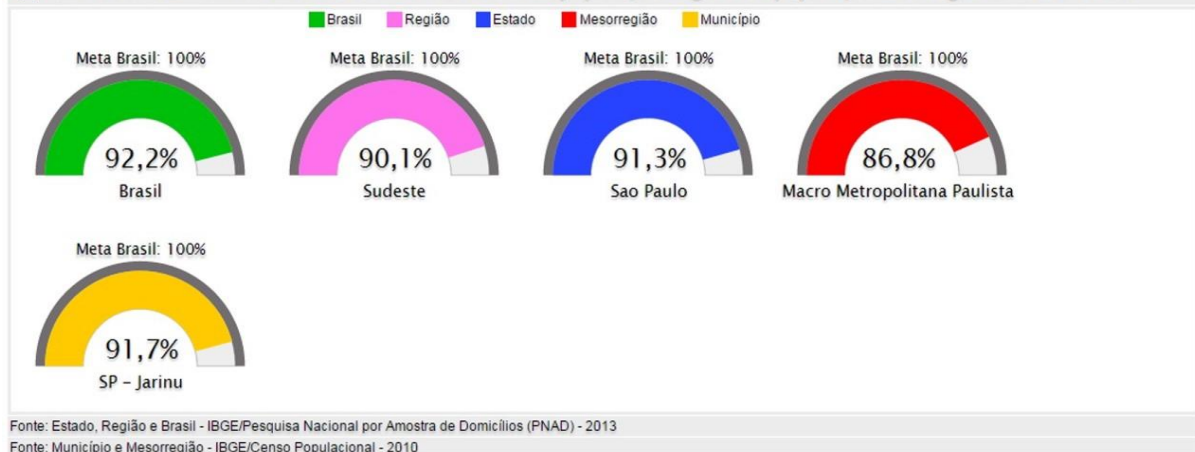 Brasil Região Estado Mesorregião Município
Meta Brasil: 100% Meta Brasil: 100% Meta Brasil: 100% Meta Brasil: 100%
92,2% 90,1% 91,3% 86,8%
Brasil Sudeste Sao Paulo Macro Metropolitana Paulista
Meta Brasil: 100%
91,7%
SP - Jarinu
Fonte: Estado, Região e Brasil - IBGE/Pesquisa Nacional por Amostra de Domicílios (PNAD) - 2013
Fonte: Município e Mesorregião - IBGE/Censo Populacional - 2010